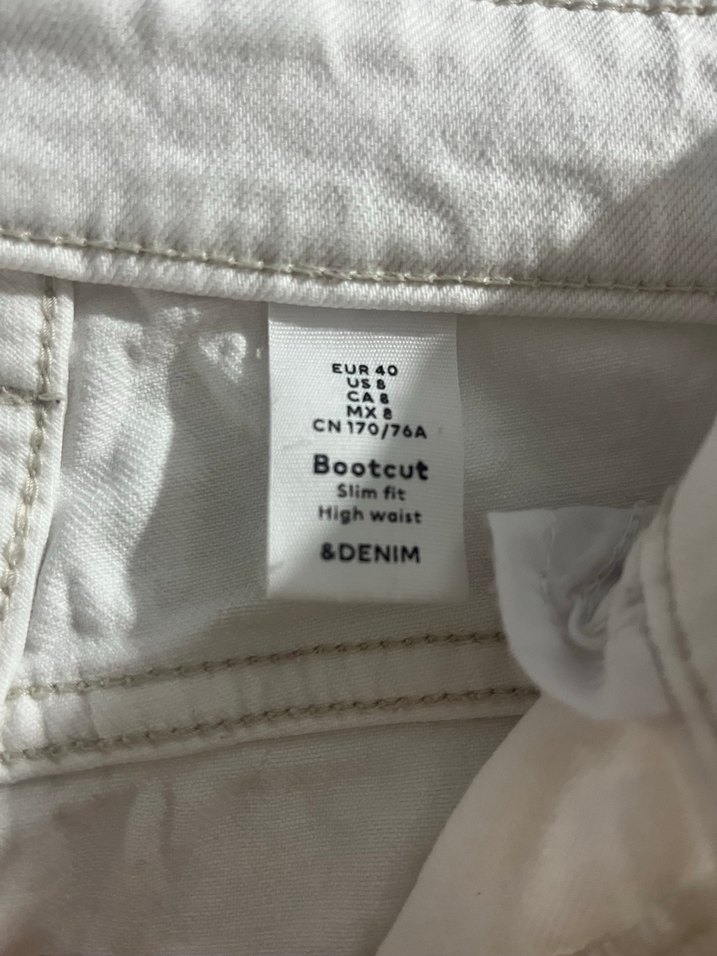 EUR 40
US 8
CA 8
MX 8
CN 170/76A
Bootcut
Slim fit
High waist
&DENIM